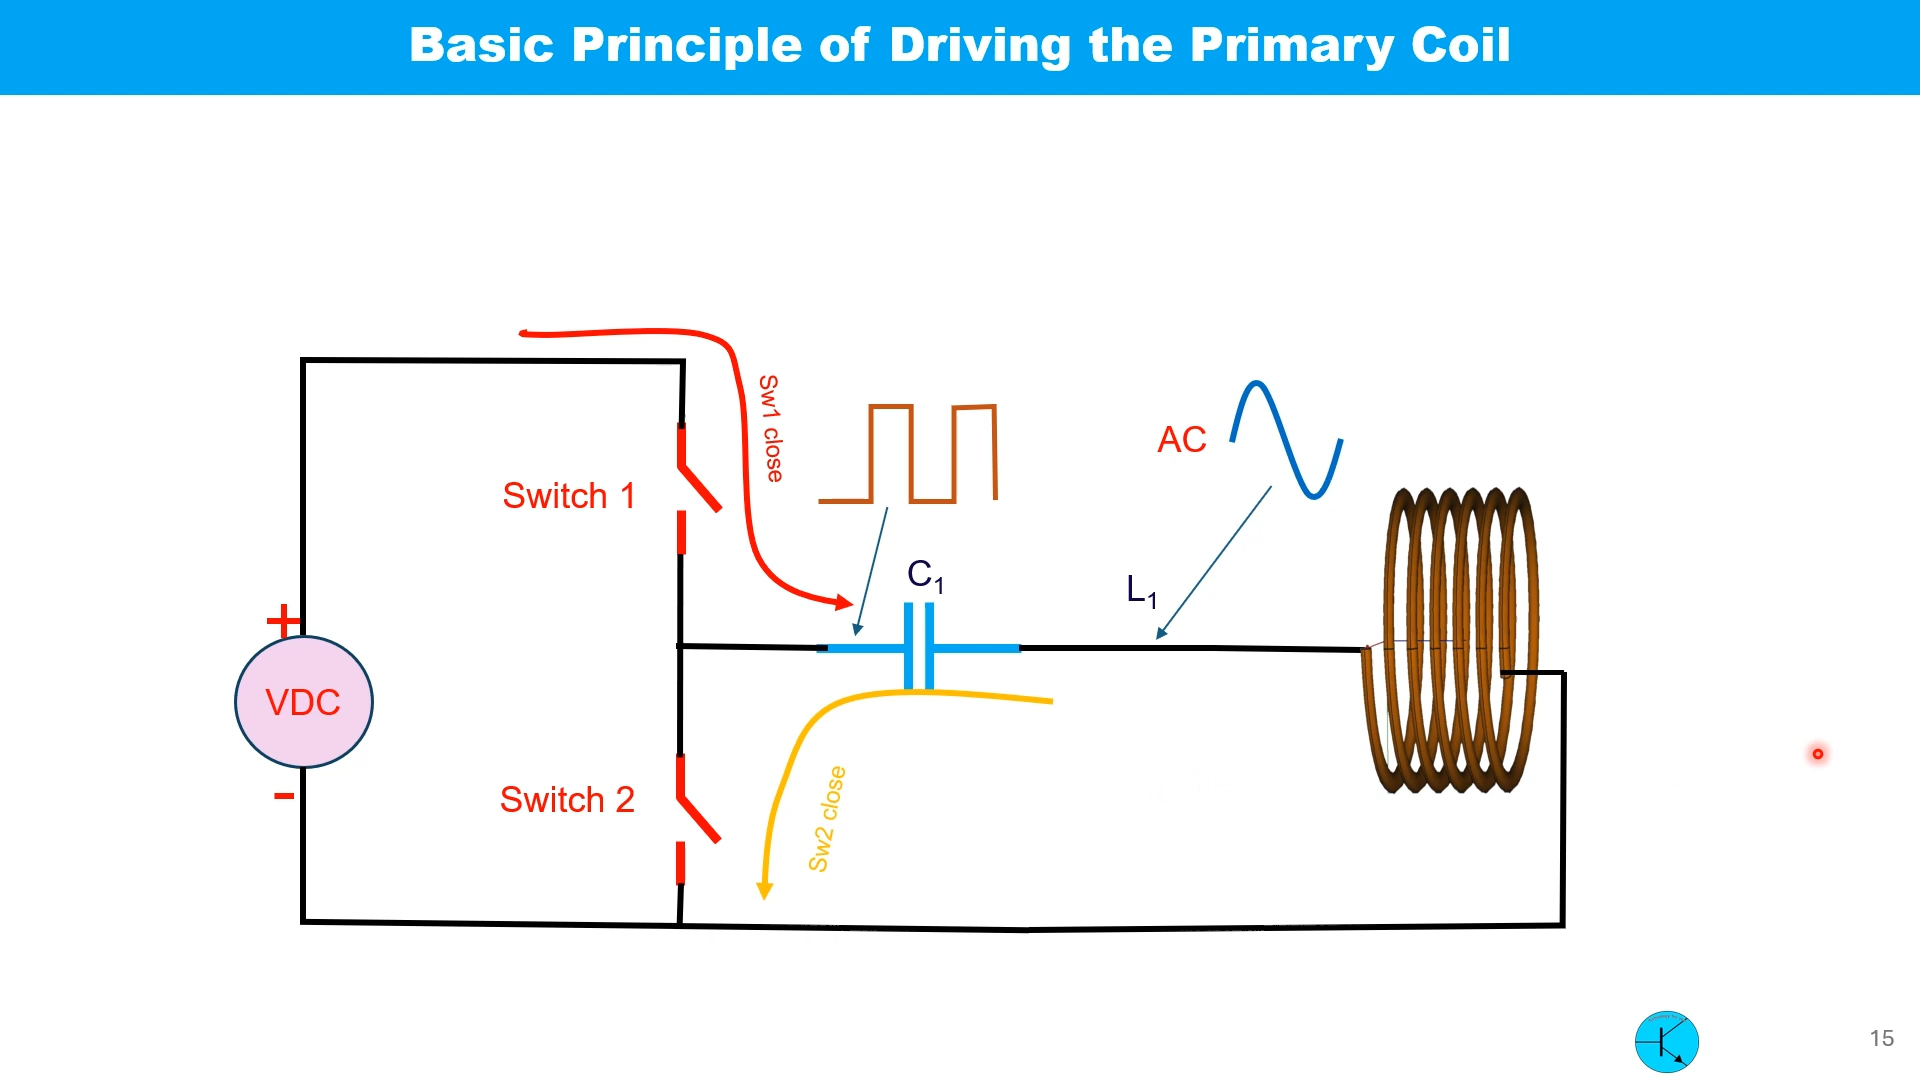 Basic Principle of Driving the Primary Coil
Sw1 close
AC
Switch 1
C1
L1
+
VDC
-
Switch 2
Sw2 close
15